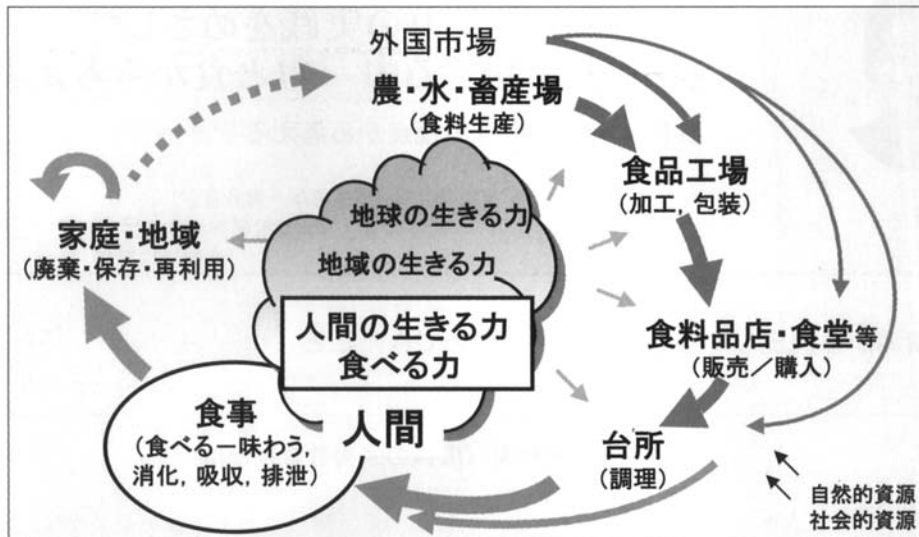 外国市場
農・水・畜産場
(食料生産)
食品工場
(加工, 包装)
食料品店・食堂等
(販売／購入)
台所
(調理)
自然的資源
社会的資源
食事
(食べる－味わう,
消化, 吸収, 排泄)
家庭・地域
(廃棄・保存・再利用)
地球の生きる力
地域の生きる力
人間の生きる力
食べる力
人間